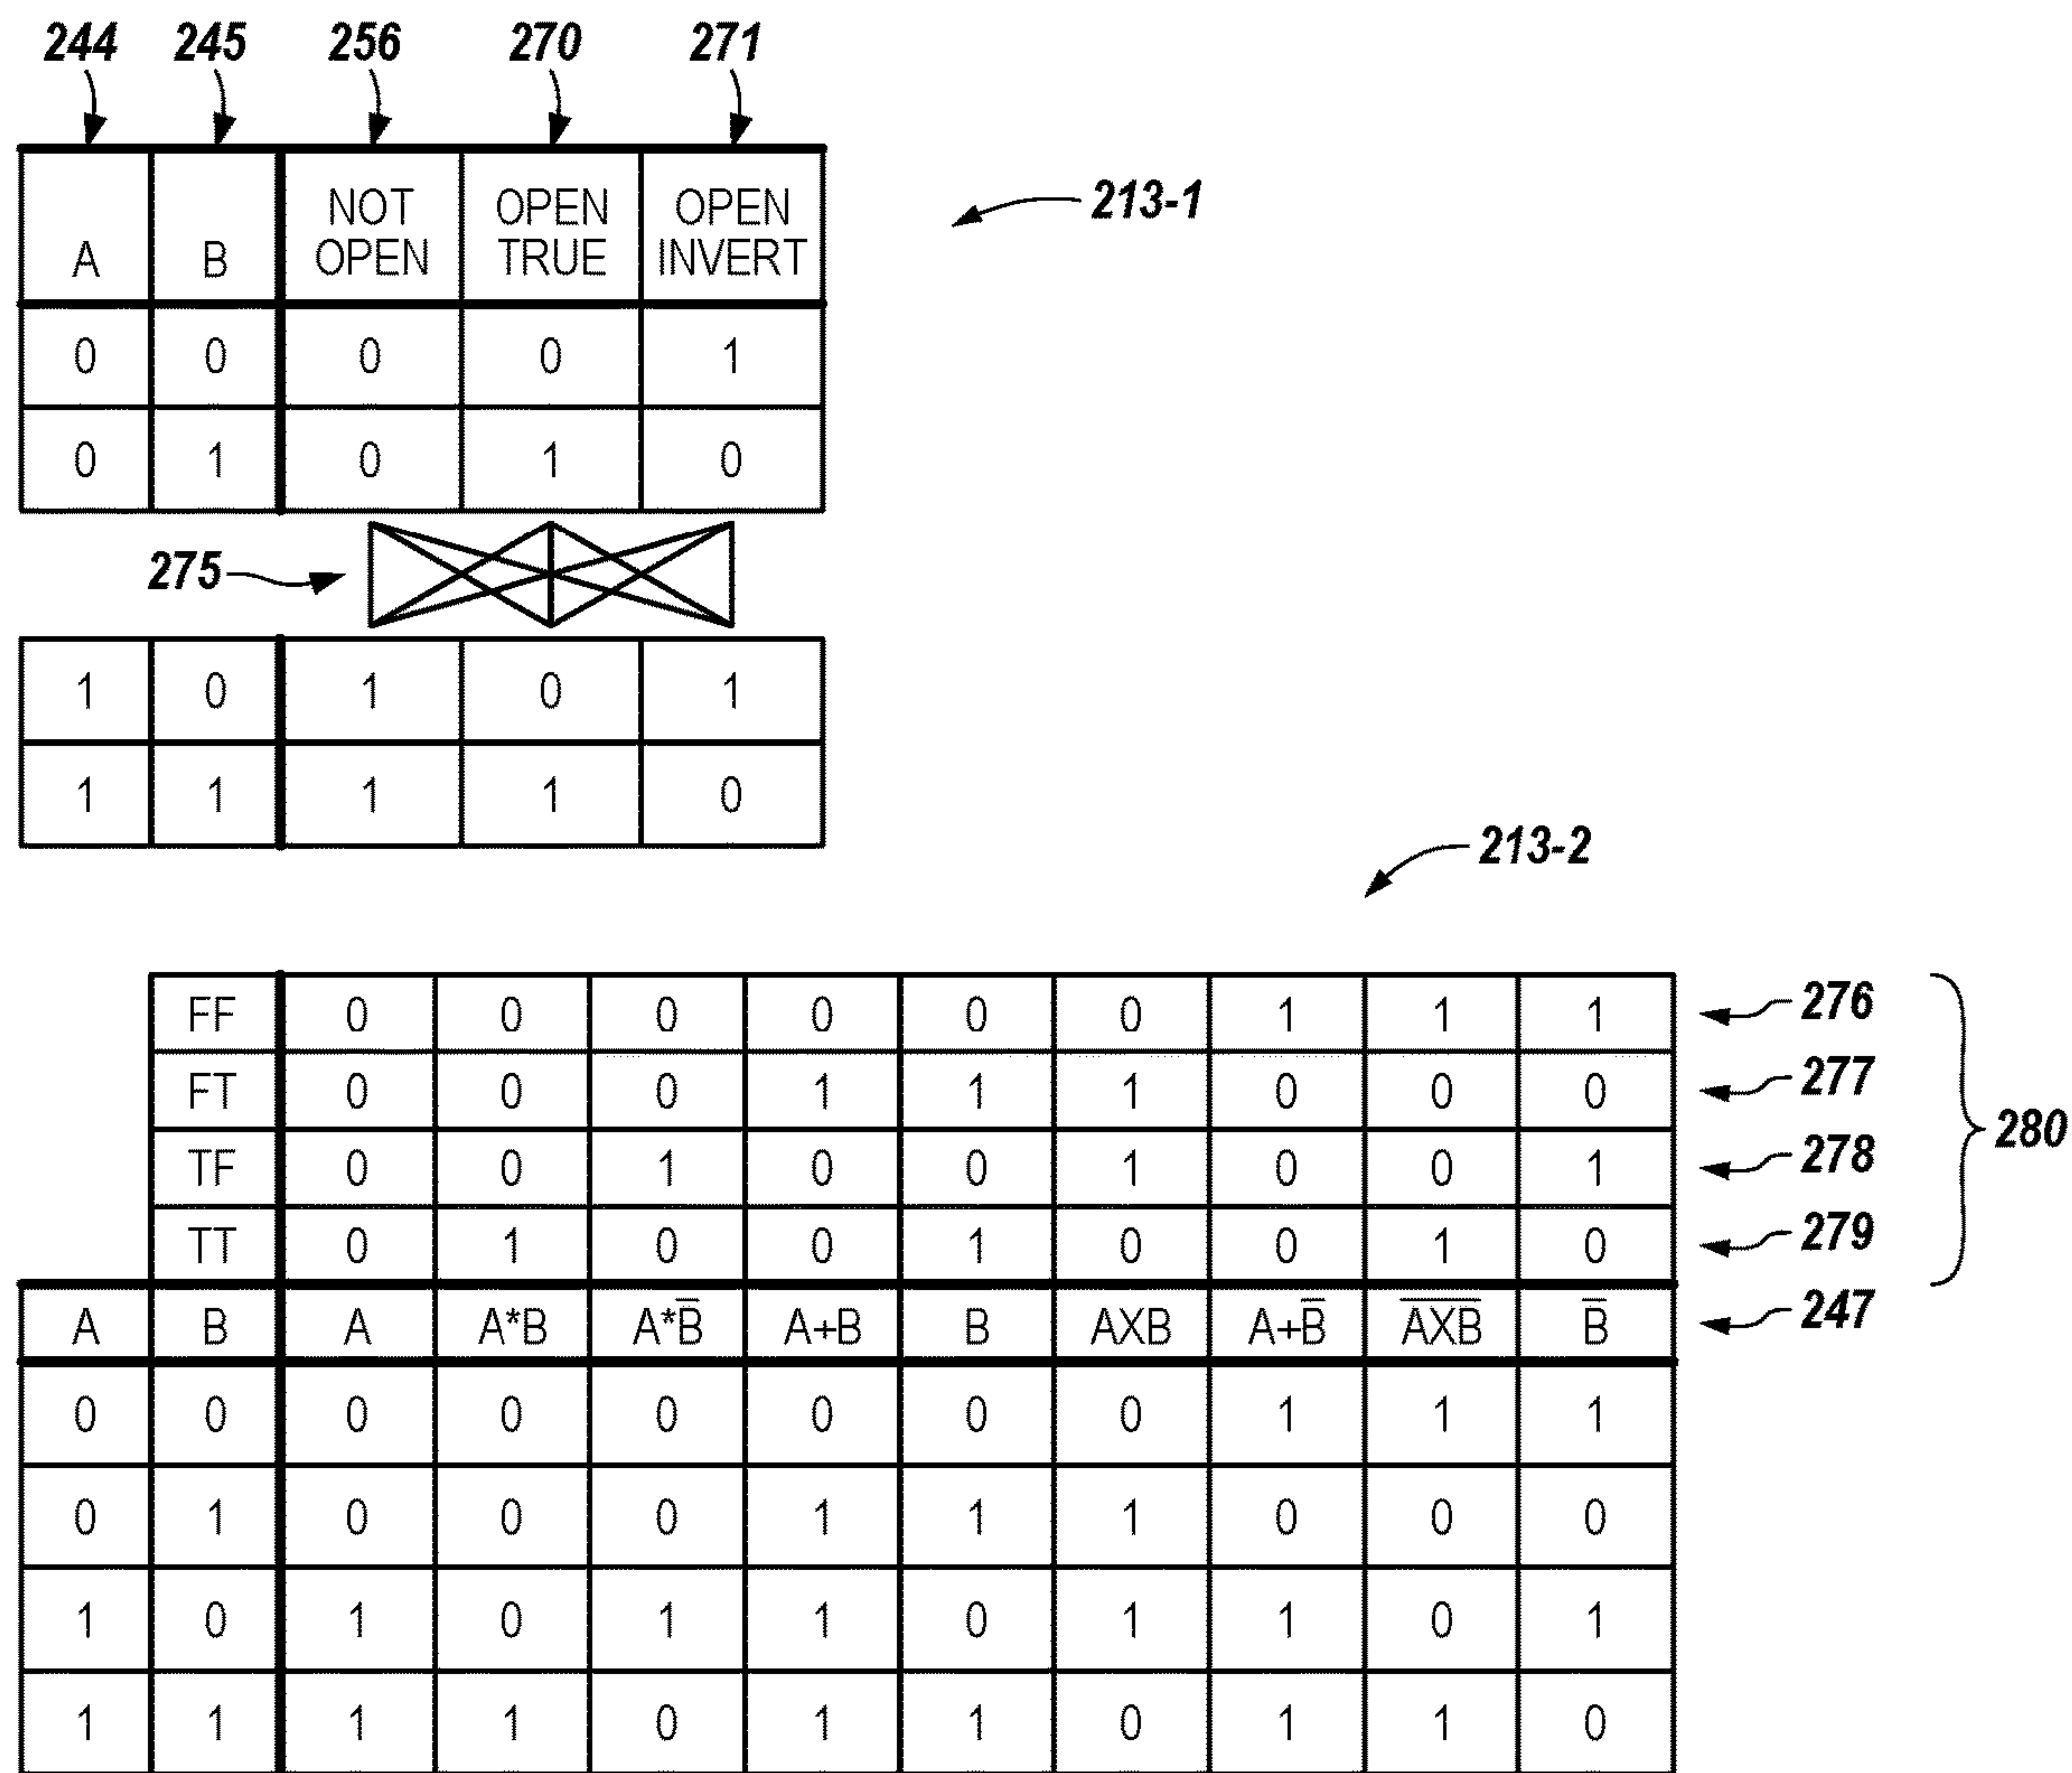 244 245 256 270 271
213-1
A B NOT OPEN OPEN TRUE OPEN INVERT
0 0 0 0 1
0 1 0 1 0
275
1 0 1 0 1
1 1 1 1 0
213-2
FF 0 0 0 0 0 0 1 1 1 276
FT 0 0 0 1 1 1 0 0 0 277
280
TF 0 0 1 0 0 1 0 0 1 278
TT 0 1 0 0 1 0 0 1 0 279
A B A A*B A*B̅ A+B B AXB A+B̅ A̅X̅B̅ B̅ 247
0 0 0 0 0 0 0 0 1 1 1
0 1 0 0 0 1 1 1 0 0 0
1 0 1 0 1 1 0 1 1 0 1
1 1 1 1 0 1 1 0 1 1 0